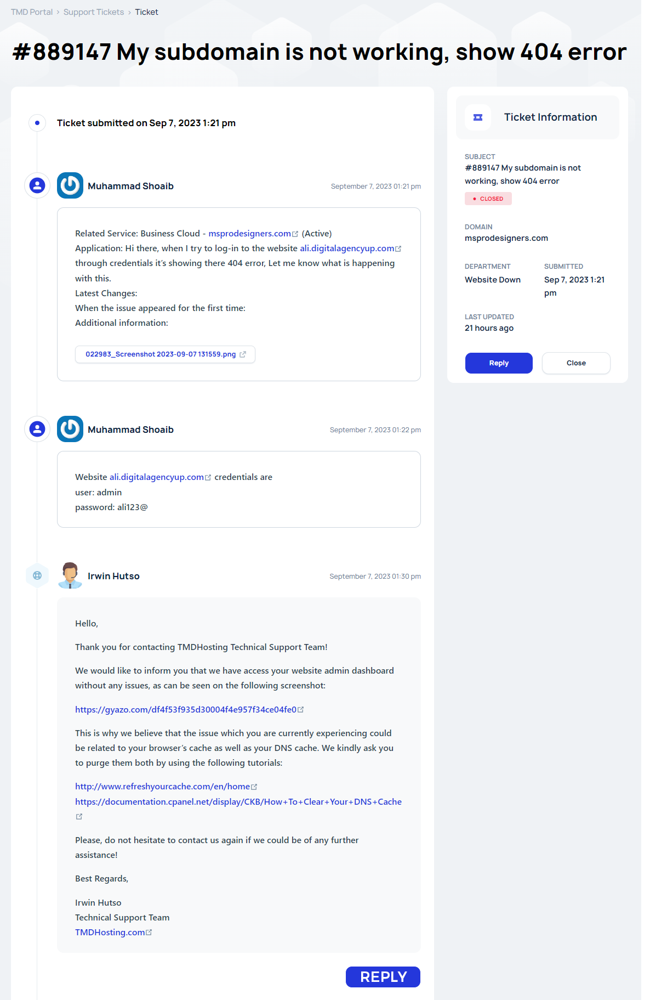 TMD Portal > Support Tickets > Ticket
#889147 My subdomain is not working, show 404 error
Ticket submitted on Sep 7, 2023 1:21 pm
Muhammad Shoaib
September 7, 2023 01:21 pm
Related Service: Business Cloud - msprodesigners.com (Active)
Application: Hi there, when I try to log-in to the website ali.digitalagencyup.com
through credentials it's showing there 404 error, Let me know what is happening
with this.
Latest Changes:
When the issue appeared for the first time:
Additional information:
022983_Screenshot 2023-09-07 131559.png
Muhammad Shoaib
September 7, 2023 01:22 pm
Website ali.digitalagencyup.com credentials are
user: admin
password: ali123@
Irwin Hutso
September 7, 2023 01:30 pm
Hello,
Thank you for contacting TMDHosting Technical Support Team!
We would like to inform you that we have access your website admin dashboard
without any issues, as can be seen on the following screenshot:
https://gyazo.com/df4f53f935d30004f4e957f34ce04fe0
This is why we believe that the issue which you are currently experiencing could
be related to your browser's cache as well as your DNS cache. We kindly ask you
to purge them both by using the following tutorials:
http://www.refreshyourcache.com/en/home
https://documentation.cpanel.net/display/CKB/How+To+Clear+Your+DNS+Cache
Please, do not hesitate to contact us again if we could be of any further
assistance!
Best Regards,
Irwin Hutso
Technical Support Team
TMDHosting.com
REPLY
Ticket Information
SUBJECT
#889147 My subdomain is not
working, show 404 error
CLOSED
DOMAIN
msprodesigners.com
DEPARTMENT
Website Down
SUBMITTED
Sep 7, 2023 1:21
pm
LAST UPDATED
21 hours ago
Reply
Close